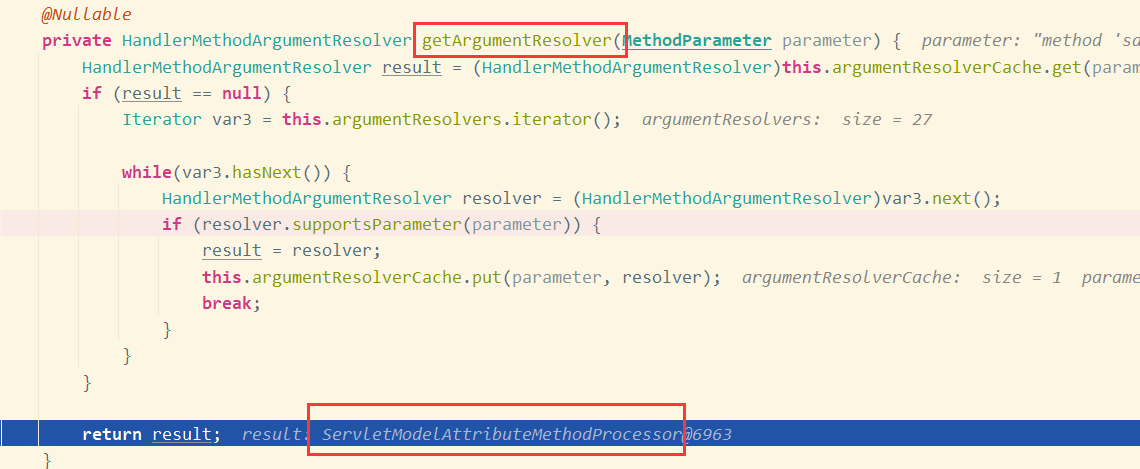 @Nullable
private HandlerMethodArgumentResolver getArgumentResolver(MethodParameter parameter) { parameter: "method 'sa
HandlerMethodArgumentResolver result = (HandlerMethodArgumentResolver)this.argumentResolverCache.get(param
if (result == null) {
Iterator var3 = this.argumentResolvers.iterator(); argumentResolvers: size = 27
while(var3.hasNext()) {
HandlerMethodArgumentResolver resolver = (HandlerMethodArgumentResolver)var3.next();
if (resolver.supportsParameter(parameter)) {
result = resolver;
this.argumentResolverCache.put(parameter, resolver); argumentResolverCache: size = 1 parame
break;
}
}
}
return result; result: ServletModelAttributeMethodProcessor@6963
}